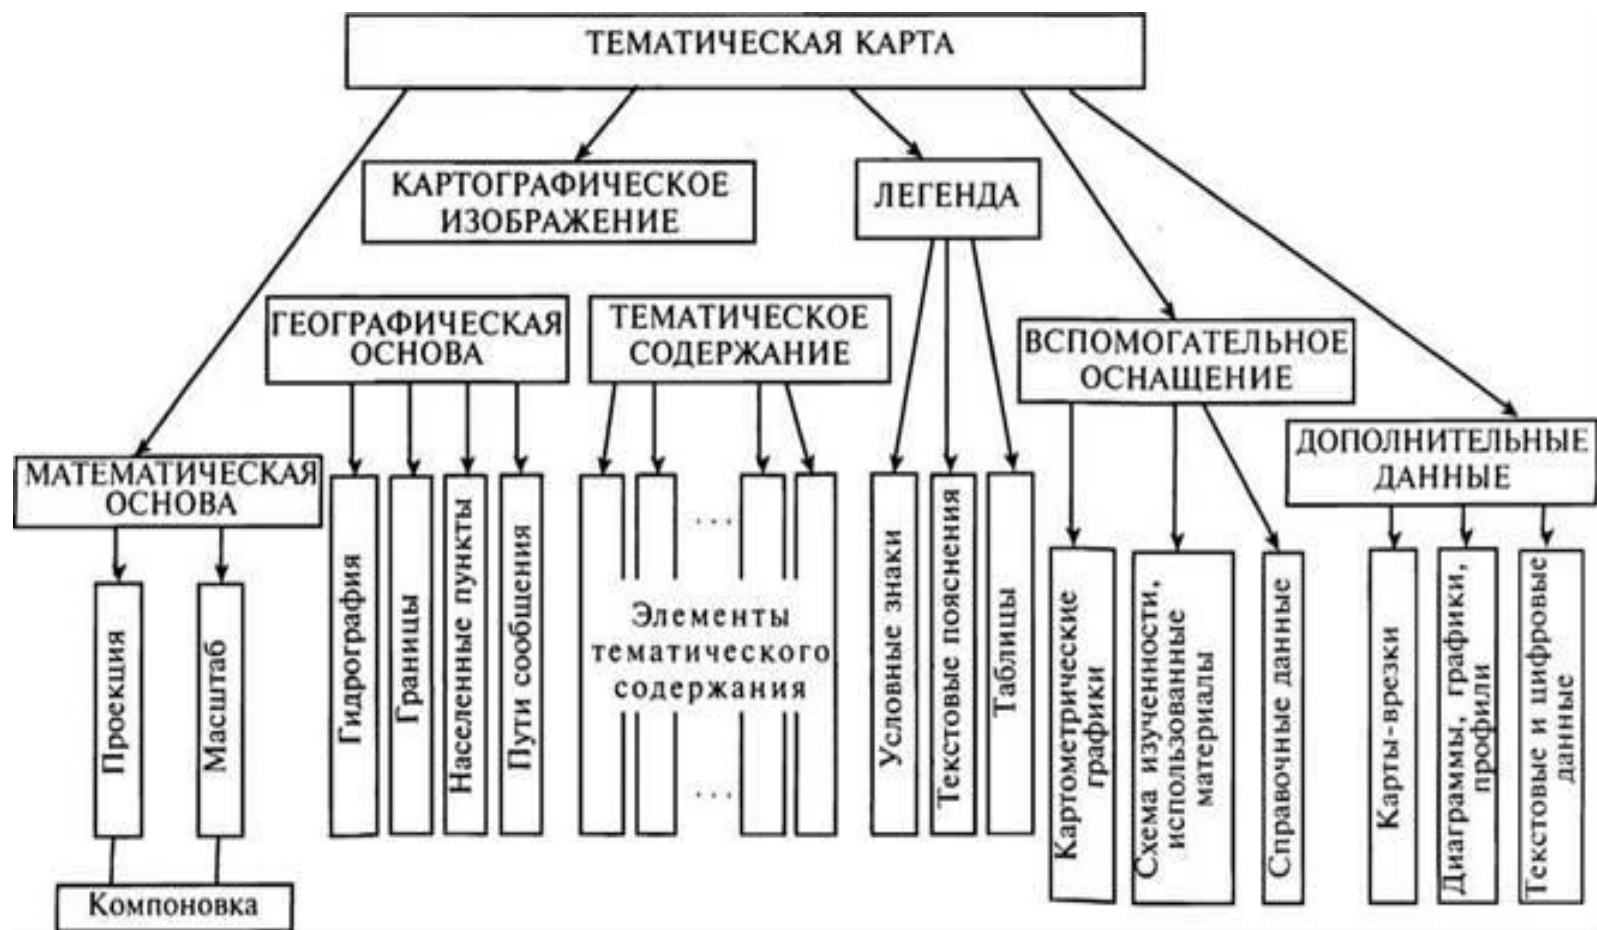 ТЕМАТИЧЕСКАЯ КАРТА
КАРТОГРАФИЧЕСКОЕ
ИЗОБРАЖЕНИЕ
ЛЕГЕНДА
ГЕОГРАФИЧЕСКАЯ
ОСНОВА
ТЕМАТИЧЕСКОЕ
СОДЕРЖАНИЕ
ВСПОМОГАТЕЛЬНОЕ
ОСНАЩЕНИЕ
ДОПОЛНИТЕЛЬНЫЕ
ДАННЫЕ
МАТЕМАТИЧЕСКАЯ
ОСНОВА
Проекция
Масштаб
Компоновка
Гидрография
Границы
Населенные пункты
Пути сообщения
...
Элементы
тематического
содержания
...
Условные знаки
Текстовые пояснения
Таблицы
Картометрические
графики
Схема изученности,
использованные
материалы
Справочные данные
Карты-врезки
Диаграммы, графики,
профили
Текстовые и цифровые
данные